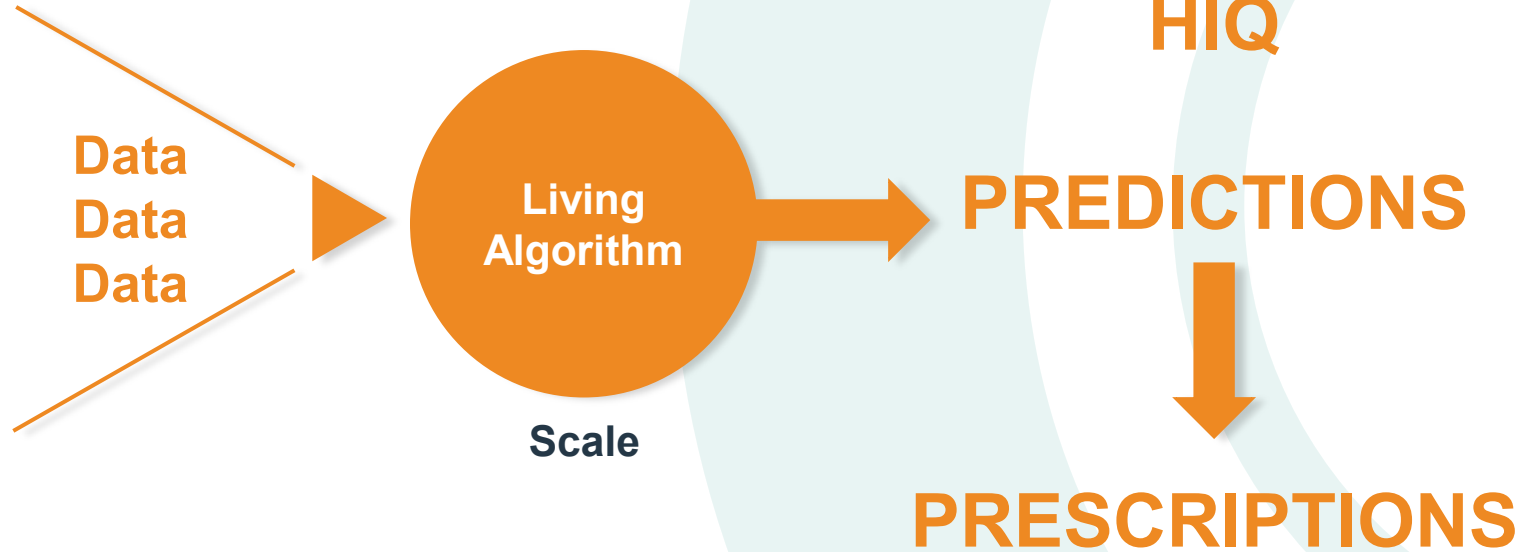 HIQ
Data
Data
Data
Living
Algorithm
PREDICTIONS
Scale
PRESCRIPTIONS